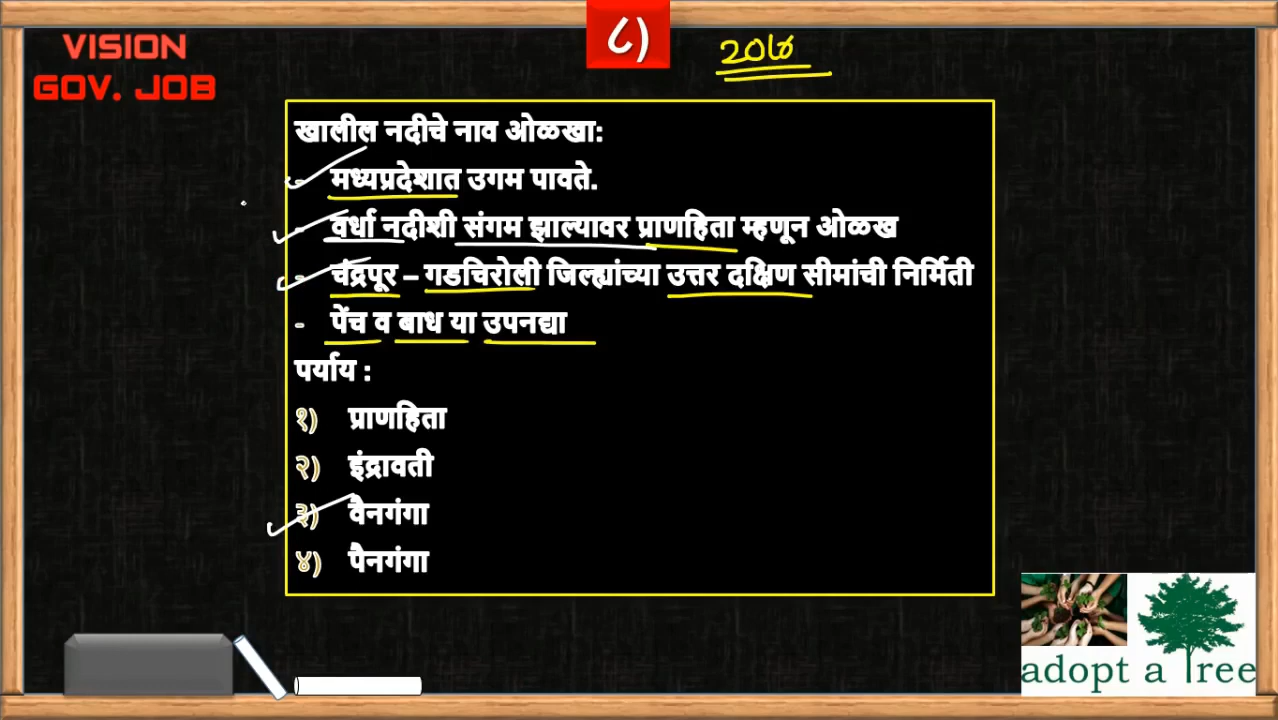 VISION
GOV. JOB
८)
खालील नदीचे नाव ओळखा:
- मध्यप्रदेशात उगम पावते.
- वर्धा नदीशी संगम झाल्यावर प्राणहिता म्हणून ओळख
- चंद्रपूर – गडचिरोली जिल्ह्यांच्या उत्तर दक्षिण सीमांची निर्मिती
- पेंच व बाध या उपनद्या
पर्याय :
१) प्राणहिता
२) इंद्रावती
३) वैनगंगा
४) पैनगंगा
adopt a Tree